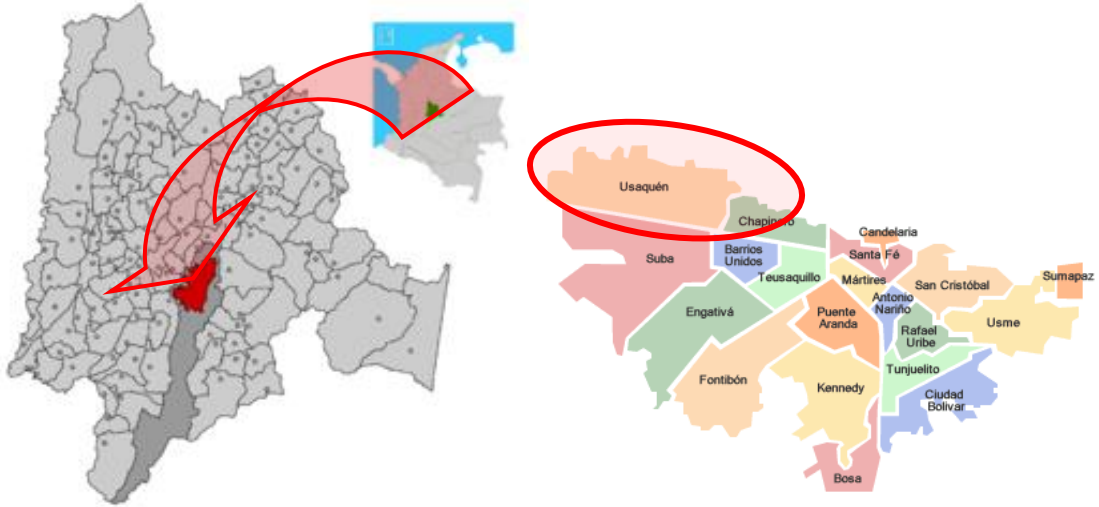 Usaquén
Chapinero
Candelaria
Suba
Barrios
Unidos
Santa Fé
Teusaquillo
Mártires
San Cristóbal
Sumapaz
Antonio
Nariño
Engativá
Puente
Aranda
Usme
Rafael
Uribe
Tunjuelito
Fontibón
Kennedy
Ciudad
Bolivar
Bosa